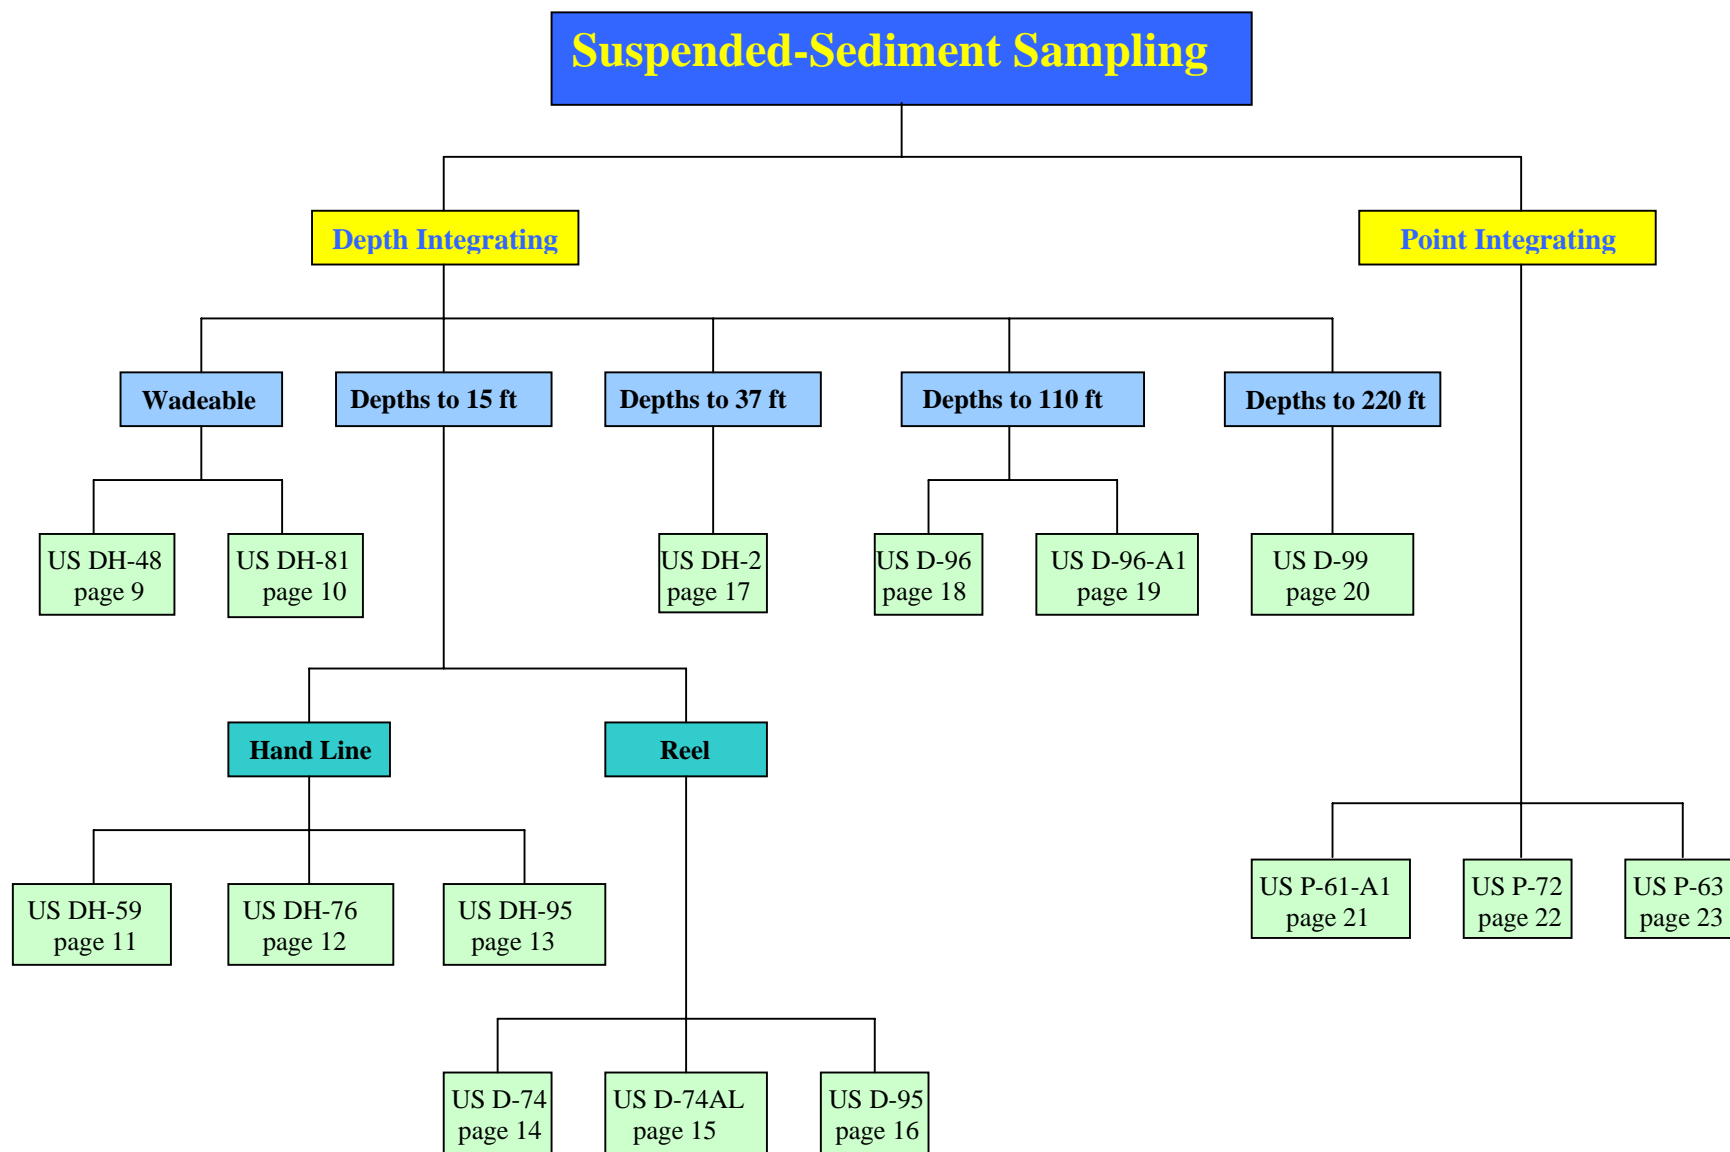 Suspended-Sediment Sampling
Depth Integrating
Point Integrating
Wadeable
Depths to 15 ft
Depths to 37 ft
Depths to 110 ft
Depths to 220 ft
US DH-48
page 9
US DH-81
page 10
US DH-2
page 17
US D-96
page 18
US D-96-A1
page 19
US D-99
page 20
Hand Line
Reel
US DH-59
page 11
US DH-76
page 12
US DH-95
page 13
US P-61-A1
page 21
US P-72
page 22
US P-63
page 23
US D-74
page 14
US D-74AL
page 15
US D-95
page 16